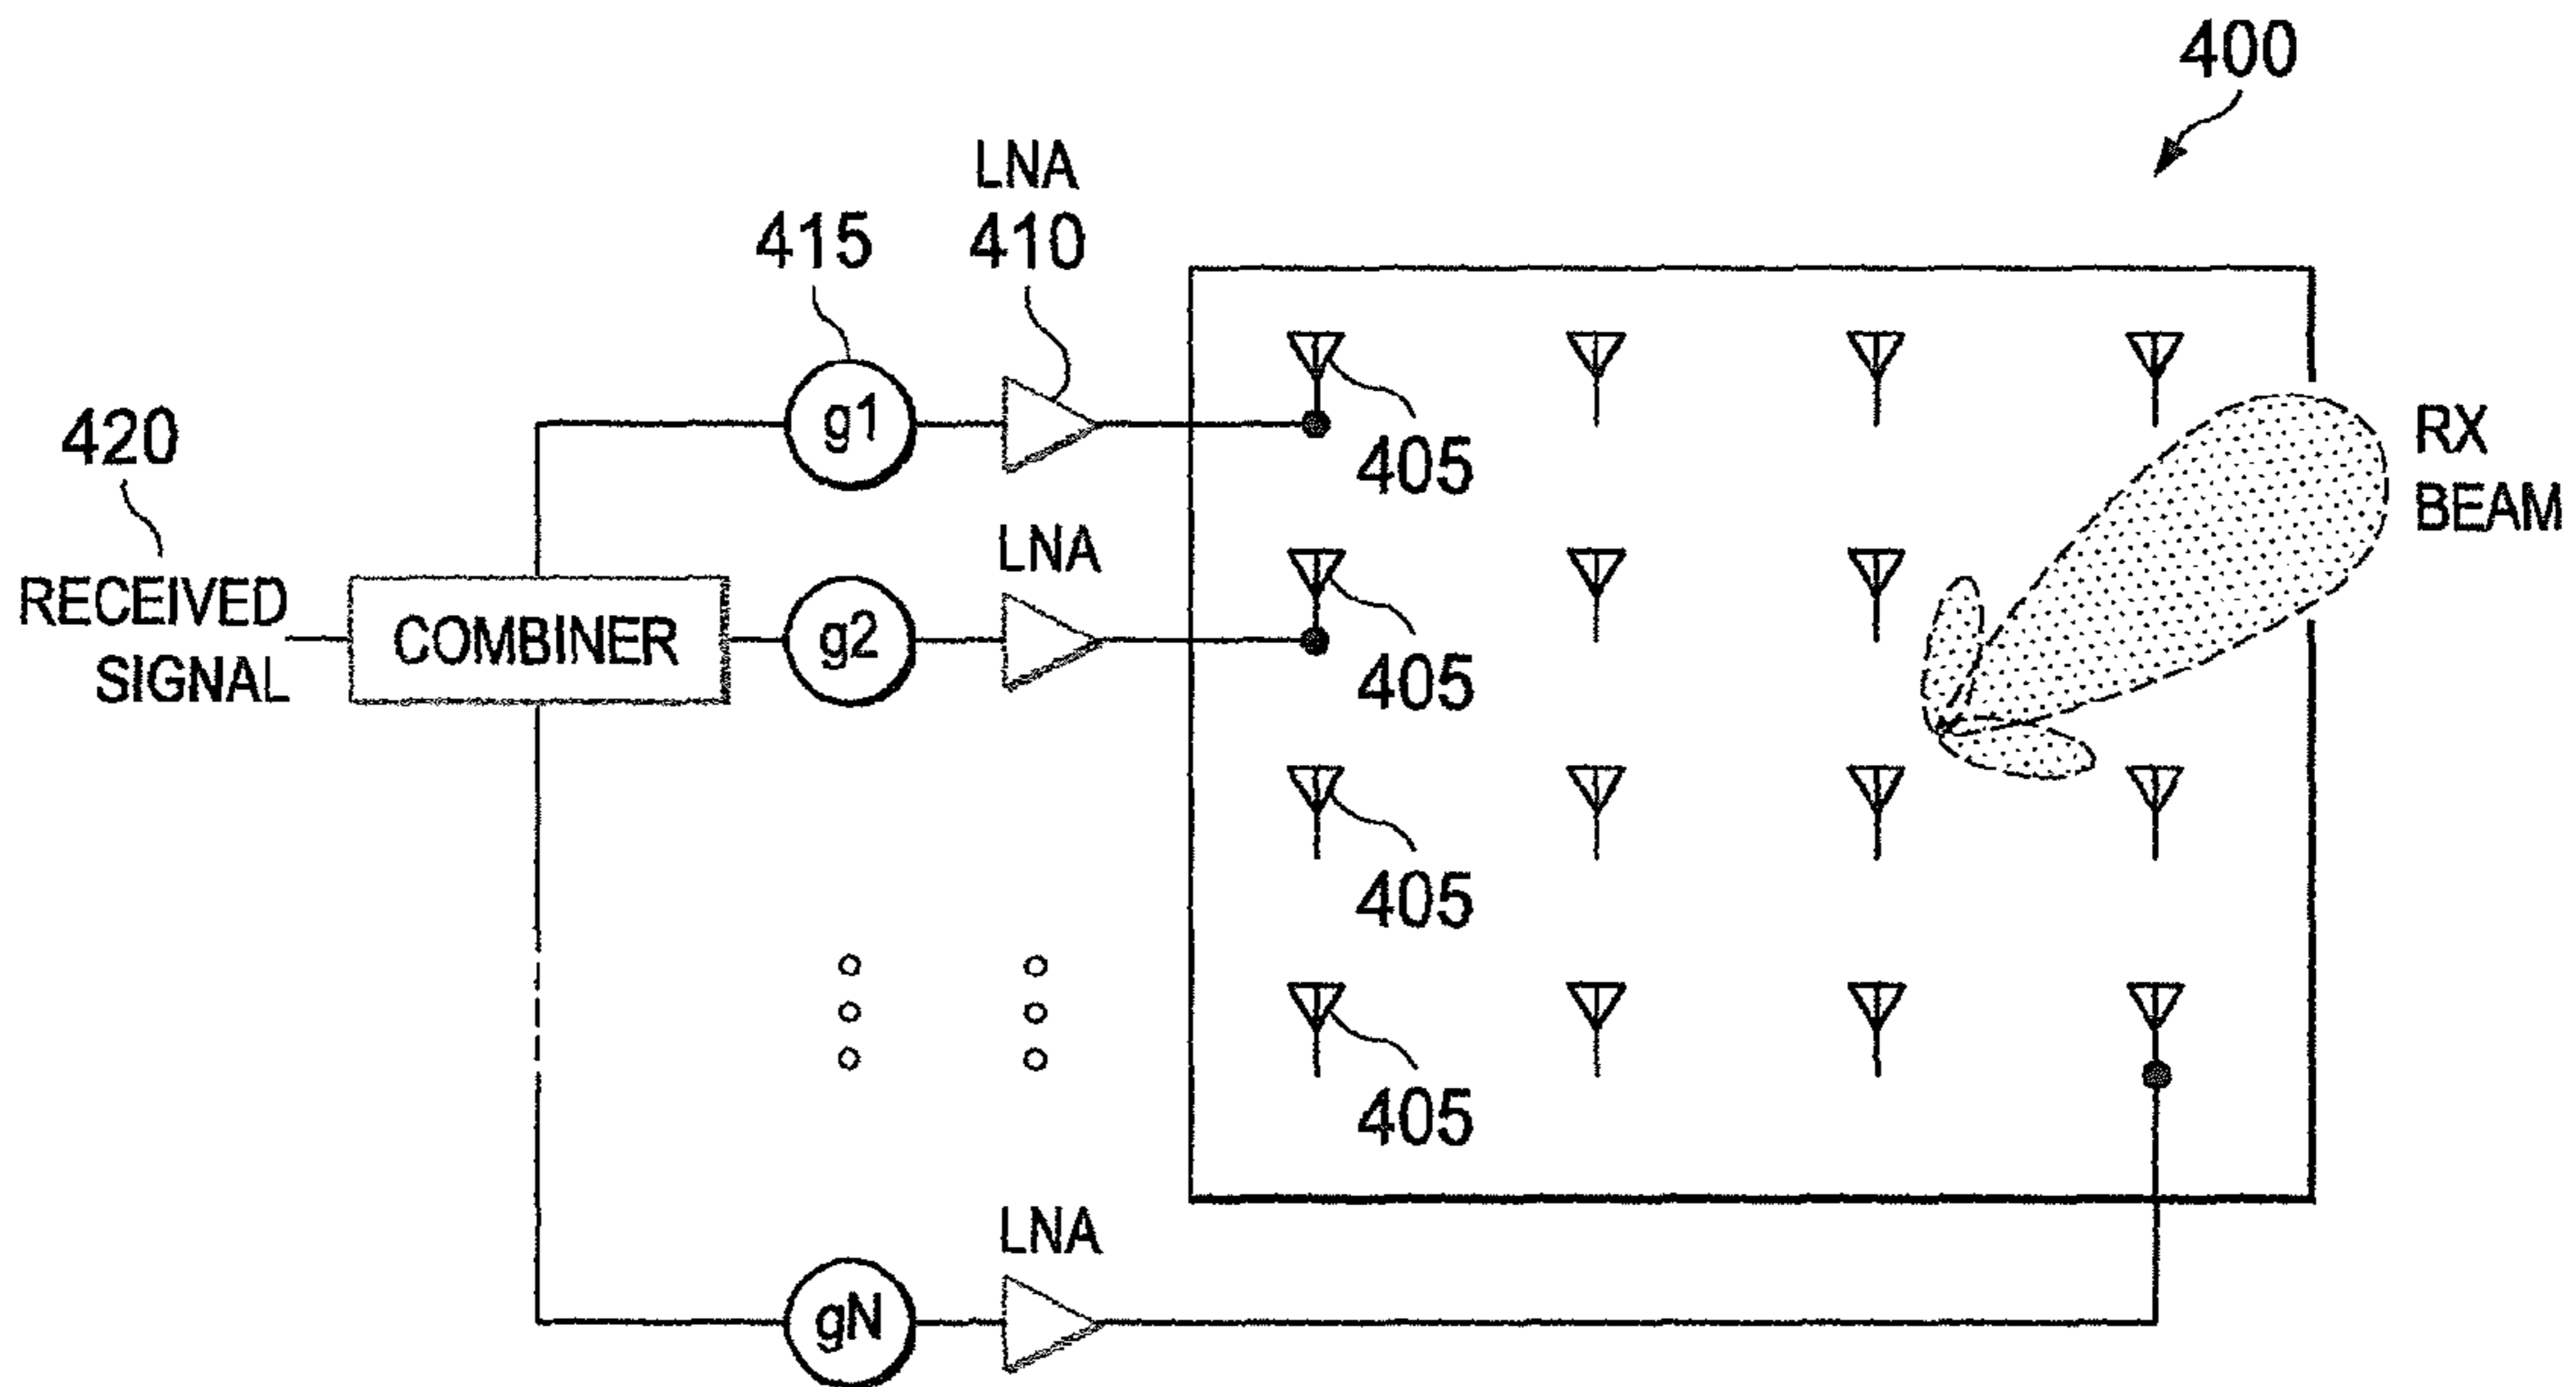 400
LNA
415
410
g1
420
405
RX
BEAM
LNA
RECEIVED
SIGNAL
COMBINER
g2
405
405
405
LNA
gN